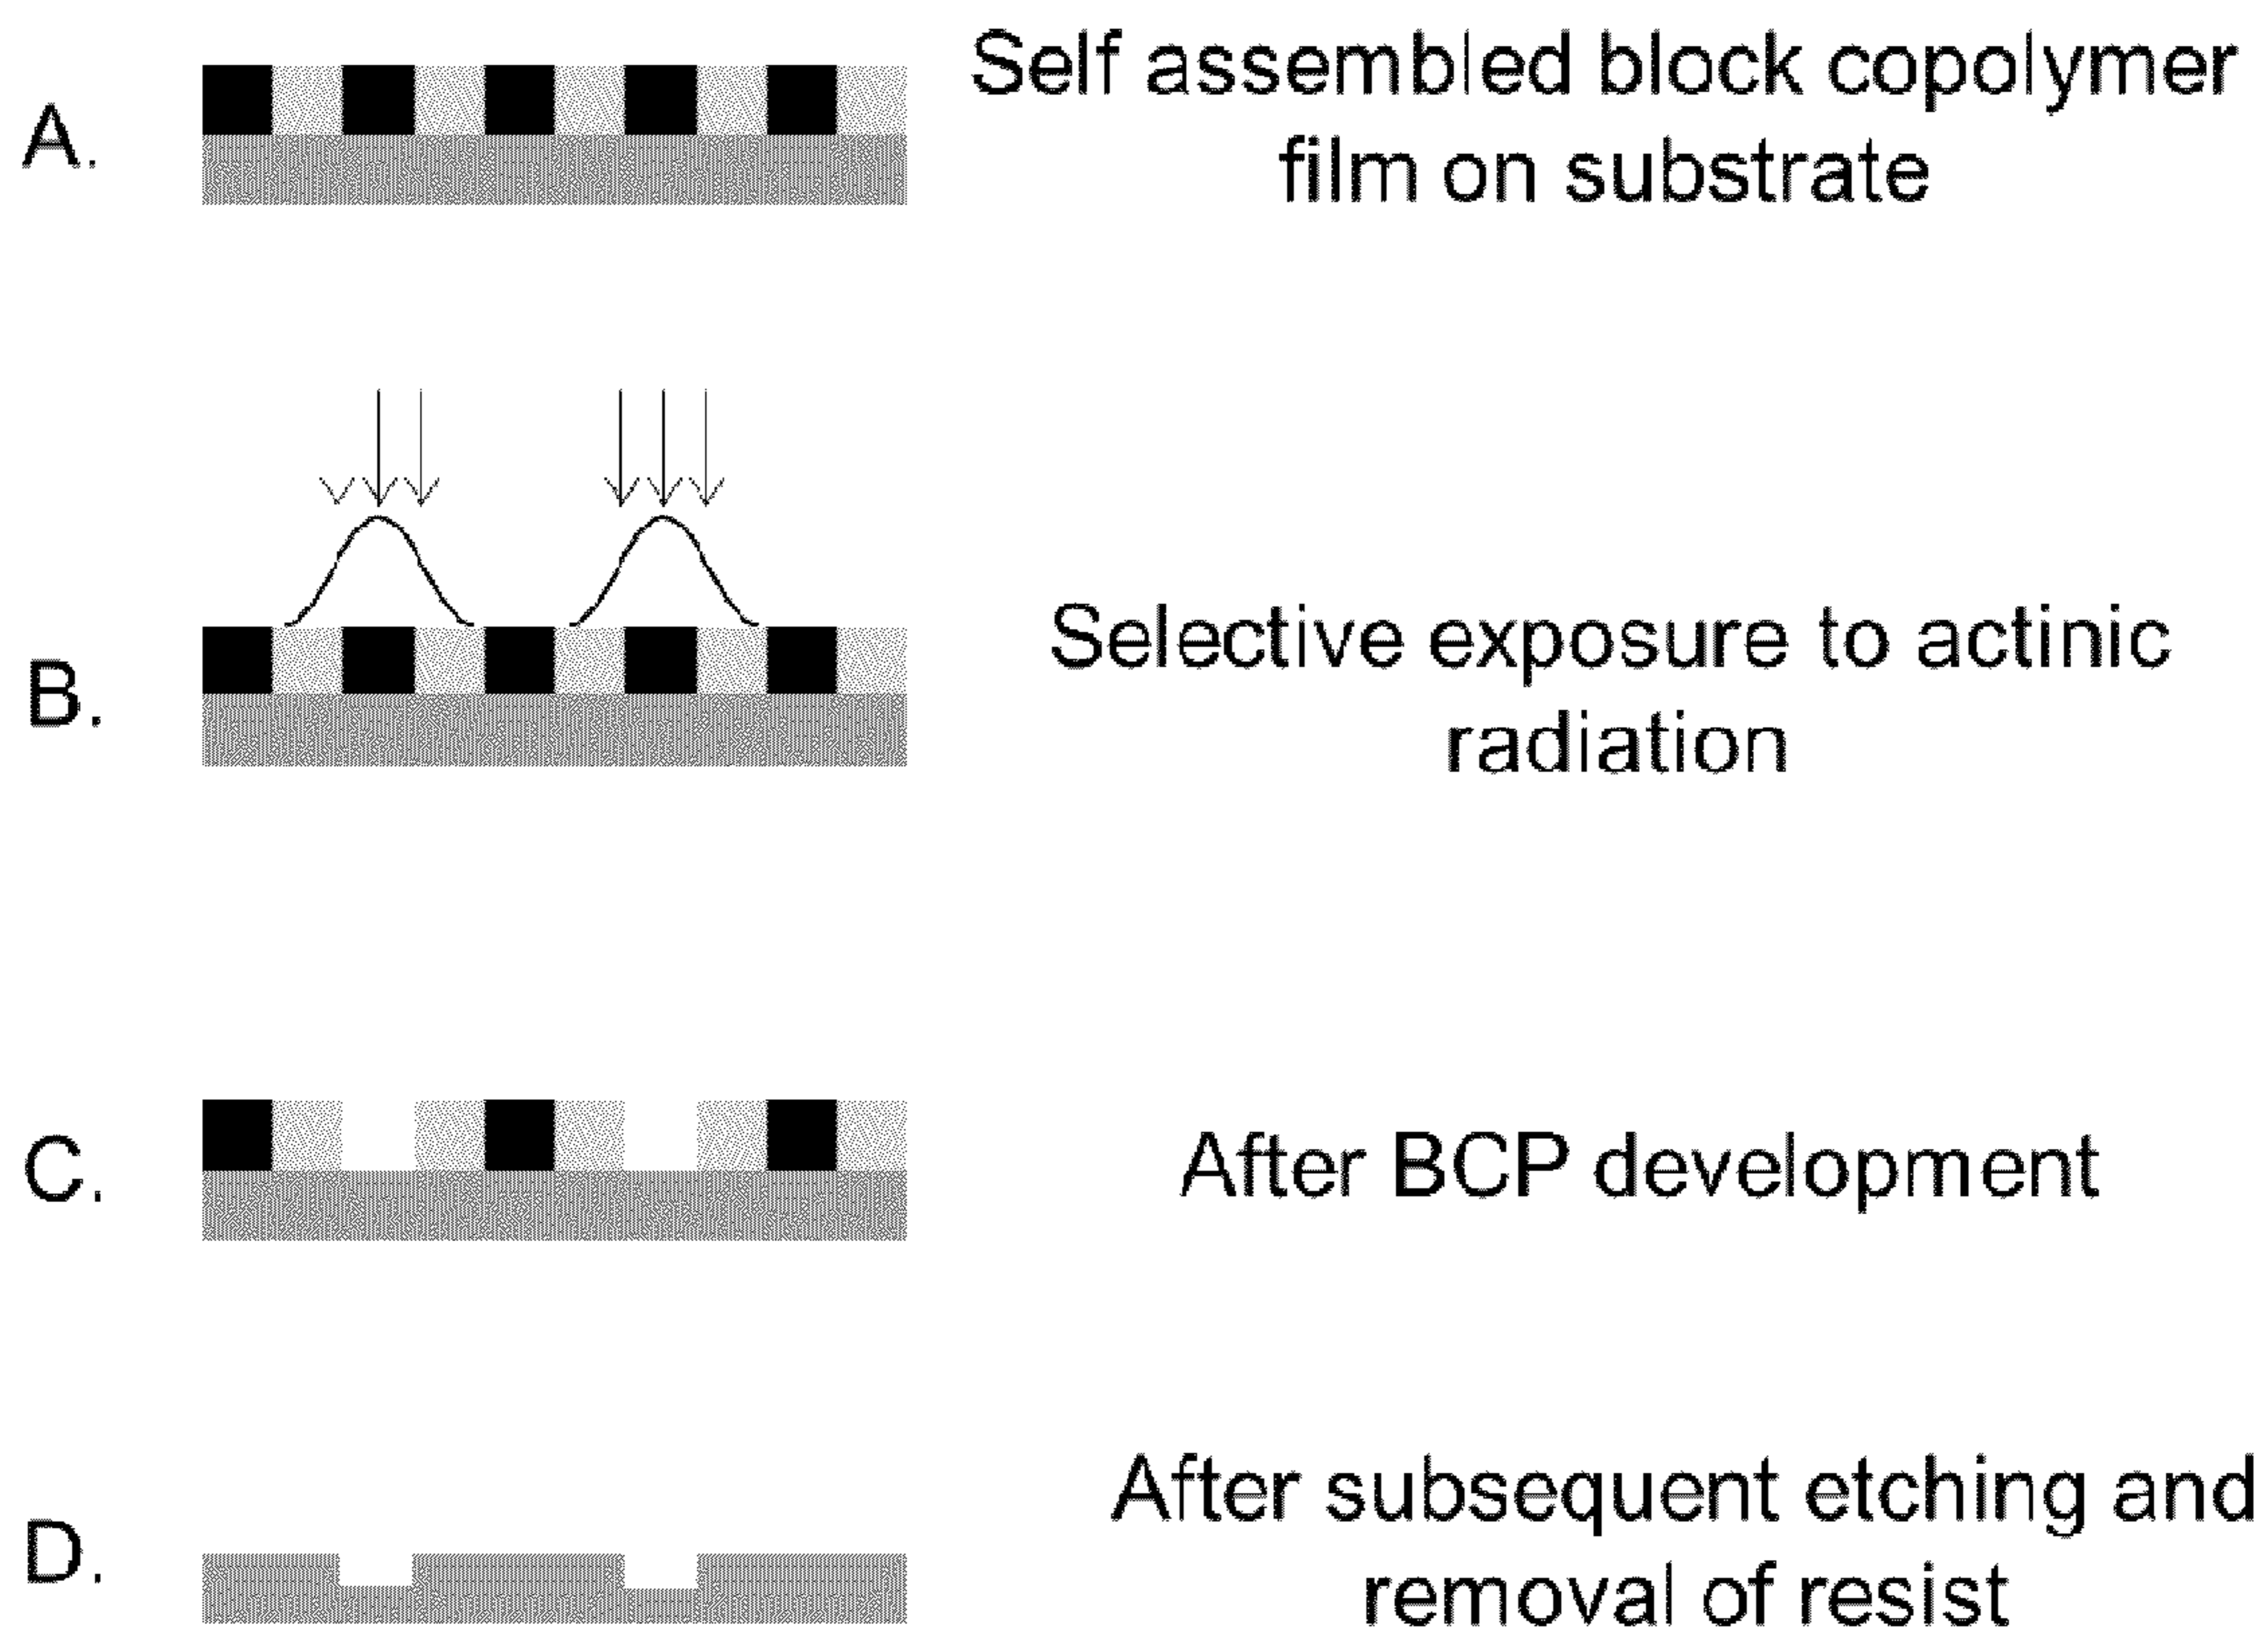 A.
Self assembled block copolymer
film on substrate
B.
Selective exposure to actinic
radiation
C.
After BCP development
D.
After subsequent etching and
removal of resist